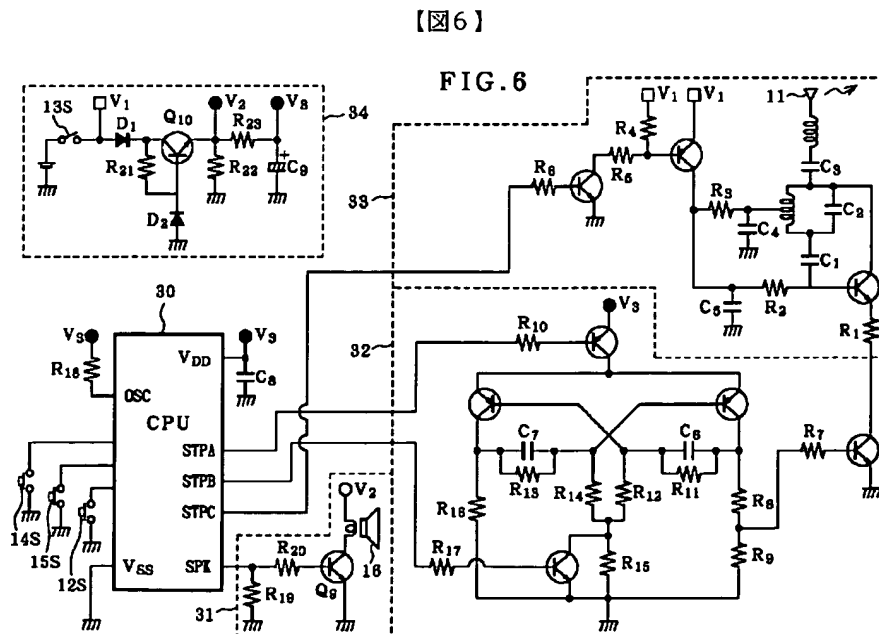 【図6】
FIG.6
13S
V1
D1
Q10
V2
V3
R23
34
R21
R22
C9
D2
33
R6
R5
R4
V1
V1
11
C3
R3
C4
C2
C1
C5
R2
R1
30
V3
R18
OSC
VDD
V3
C8
CPU
STPA
STPB
STPC
14S
15S
12S
VSS
SPK
31
R19
R20
Q9
V2
16
32
R10
V3
C7
R13
R14
R12
C6
R11
R7
R16
R8
R17
R15
R9